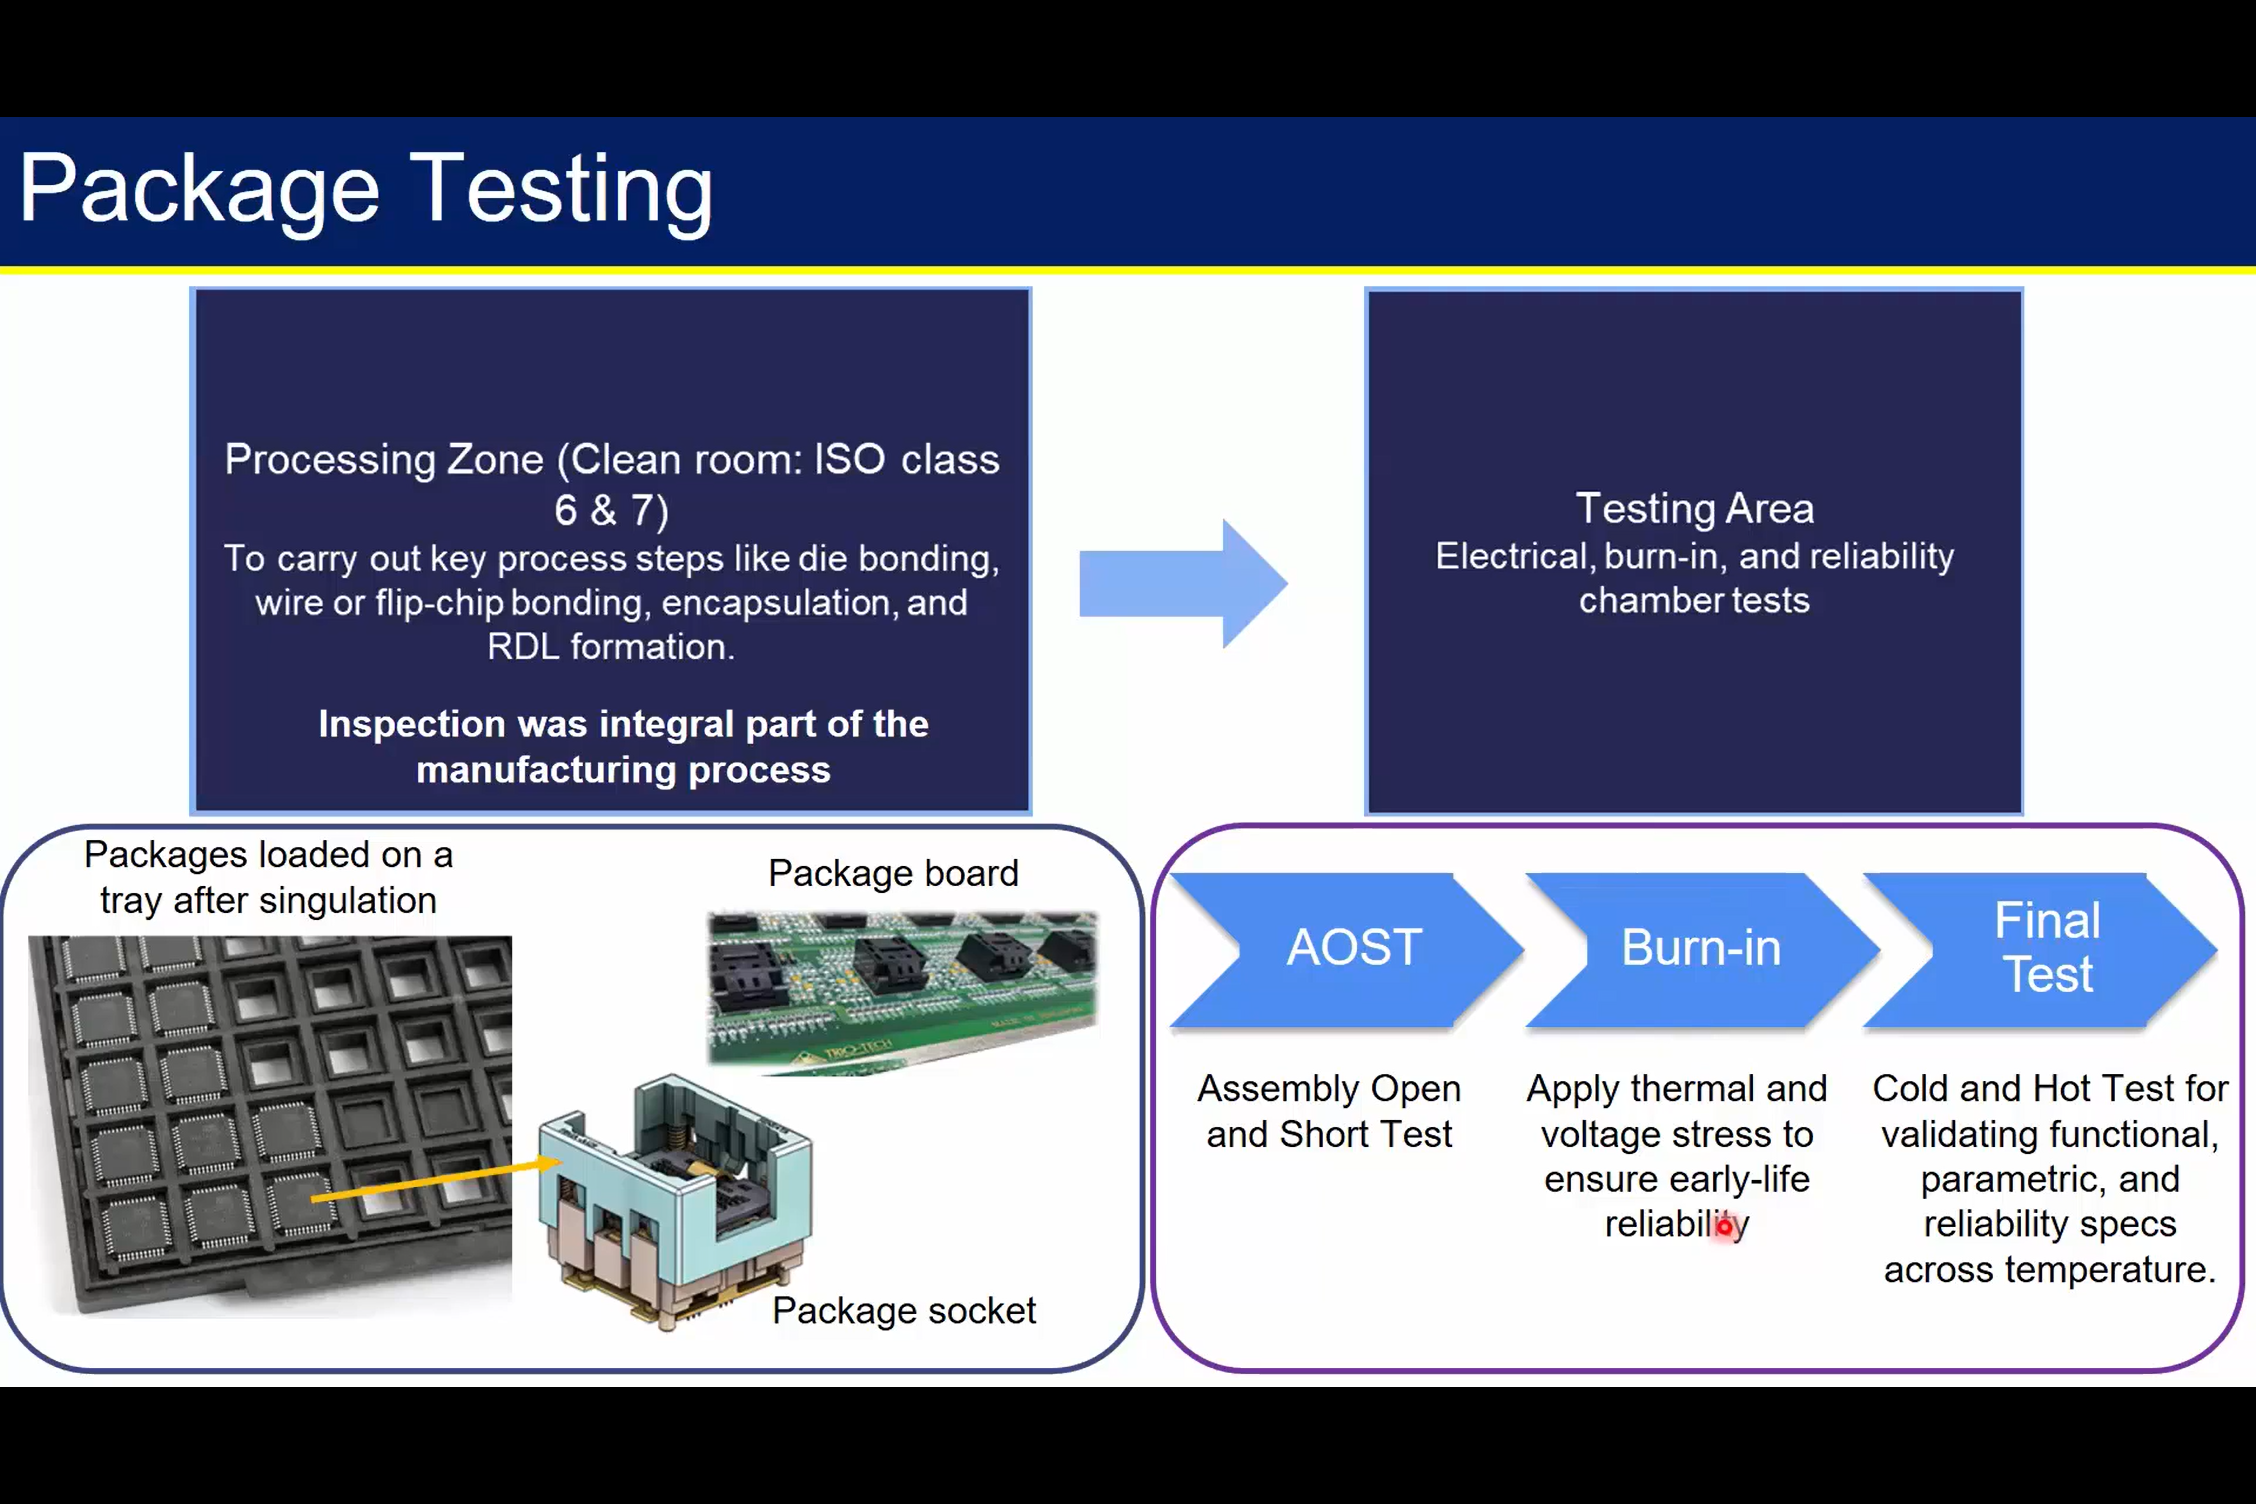 Package Testing
Processing Zone (Clean room: ISO class
6 & 7)
To carry out key process steps like die bonding,
wire or flip-chip bonding, encapsulation, and
RDL formation.
Inspection was integral part of the
manufacturing process
Testing Area
Electrical, burn-in, and reliability
chamber tests
Packages loaded on a
tray after singulation
Package board
TRIO-TECH
Package socket
AOST
Burn-in
Final
Test
Assembly Open
and Short Test
Apply thermal and
voltage stress to
ensure early-life
reliability
Cold and Hot Test for
validating functional,
parametric, and
reliability specs
across temperature.